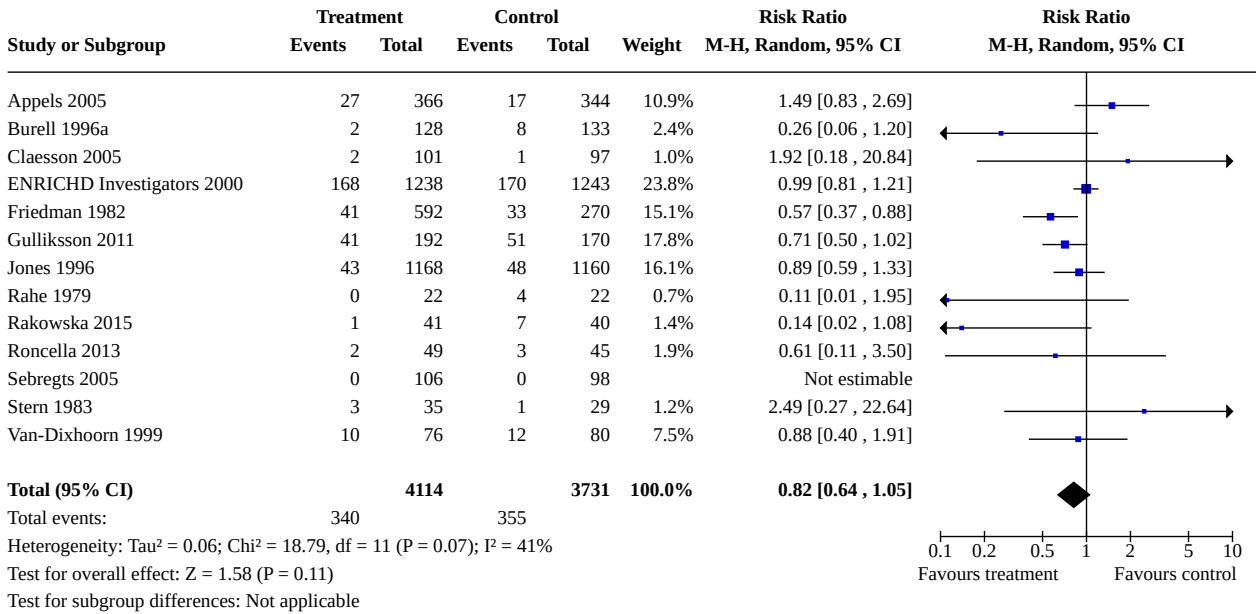 Treatment Control Risk Ratio Risk Ratio
Study or Subgroup Events Total Events Total Weight M-H, Random, 95% CI M-H, Random, 95% CI
Appels 2005 27 366 17 344 10.9% 1.49 [0.83 , 2.69]
Burell 1996a 2 128 8 133 2.4% 0.26 [0.06 , 1.20]
Claesson 2005 2 101 1 97 1.0% 1.92 [0.18 , 20.84]
ENRICHD Investigators 2000 168 1238 170 1243 23.8% 0.99 [0.81 , 1.21]
Friedman 1982 41 592 33 270 15.1% 0.57 [0.37 , 0.88]
Gulliksson 2011 41 192 51 170 17.8% 0.71 [0.50 , 1.02]
Jones 1996 43 1168 48 1160 16.1% 0.89 [0.59 , 1.33]
Rahe 1979 0 22 4 22 0.7% 0.11 [0.01 , 1.95]
Rakowska 2015 1 41 7 40 1.4% 0.14 [0.02 , 1.08]
Roncella 2013 2 49 3 45 1.9% 0.61 [0.11 , 3.50]
Sebregts 2005 0 106 0 98 Not estimable
Stern 1983 3 35 1 29 1.2% 2.49 [0.27 , 22.64]
Van-Dixhoorn 1999 10 76 12 80 7.5% 0.88 [0.40 , 1.91]
Total (95% CI) 4114 3731 100.0% 0.82 [0.64 , 1.05]
Total events: 340 355
Heterogeneity: Tau² = 0.06; Chi² = 18.79, df = 11 (P = 0.07); I² = 41%
Test for overall effect: Z = 1.58 (P = 0.11)
Test for subgroup differences: Not applicable
0.1 0.2 0.5 1 2 5 10
Favours treatment Favours control